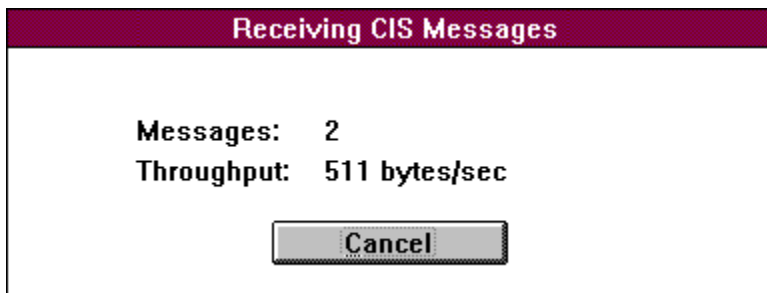 Receiving CIS Messages
Messages: 2
Throughput: 511 bytes/sec
Cancel